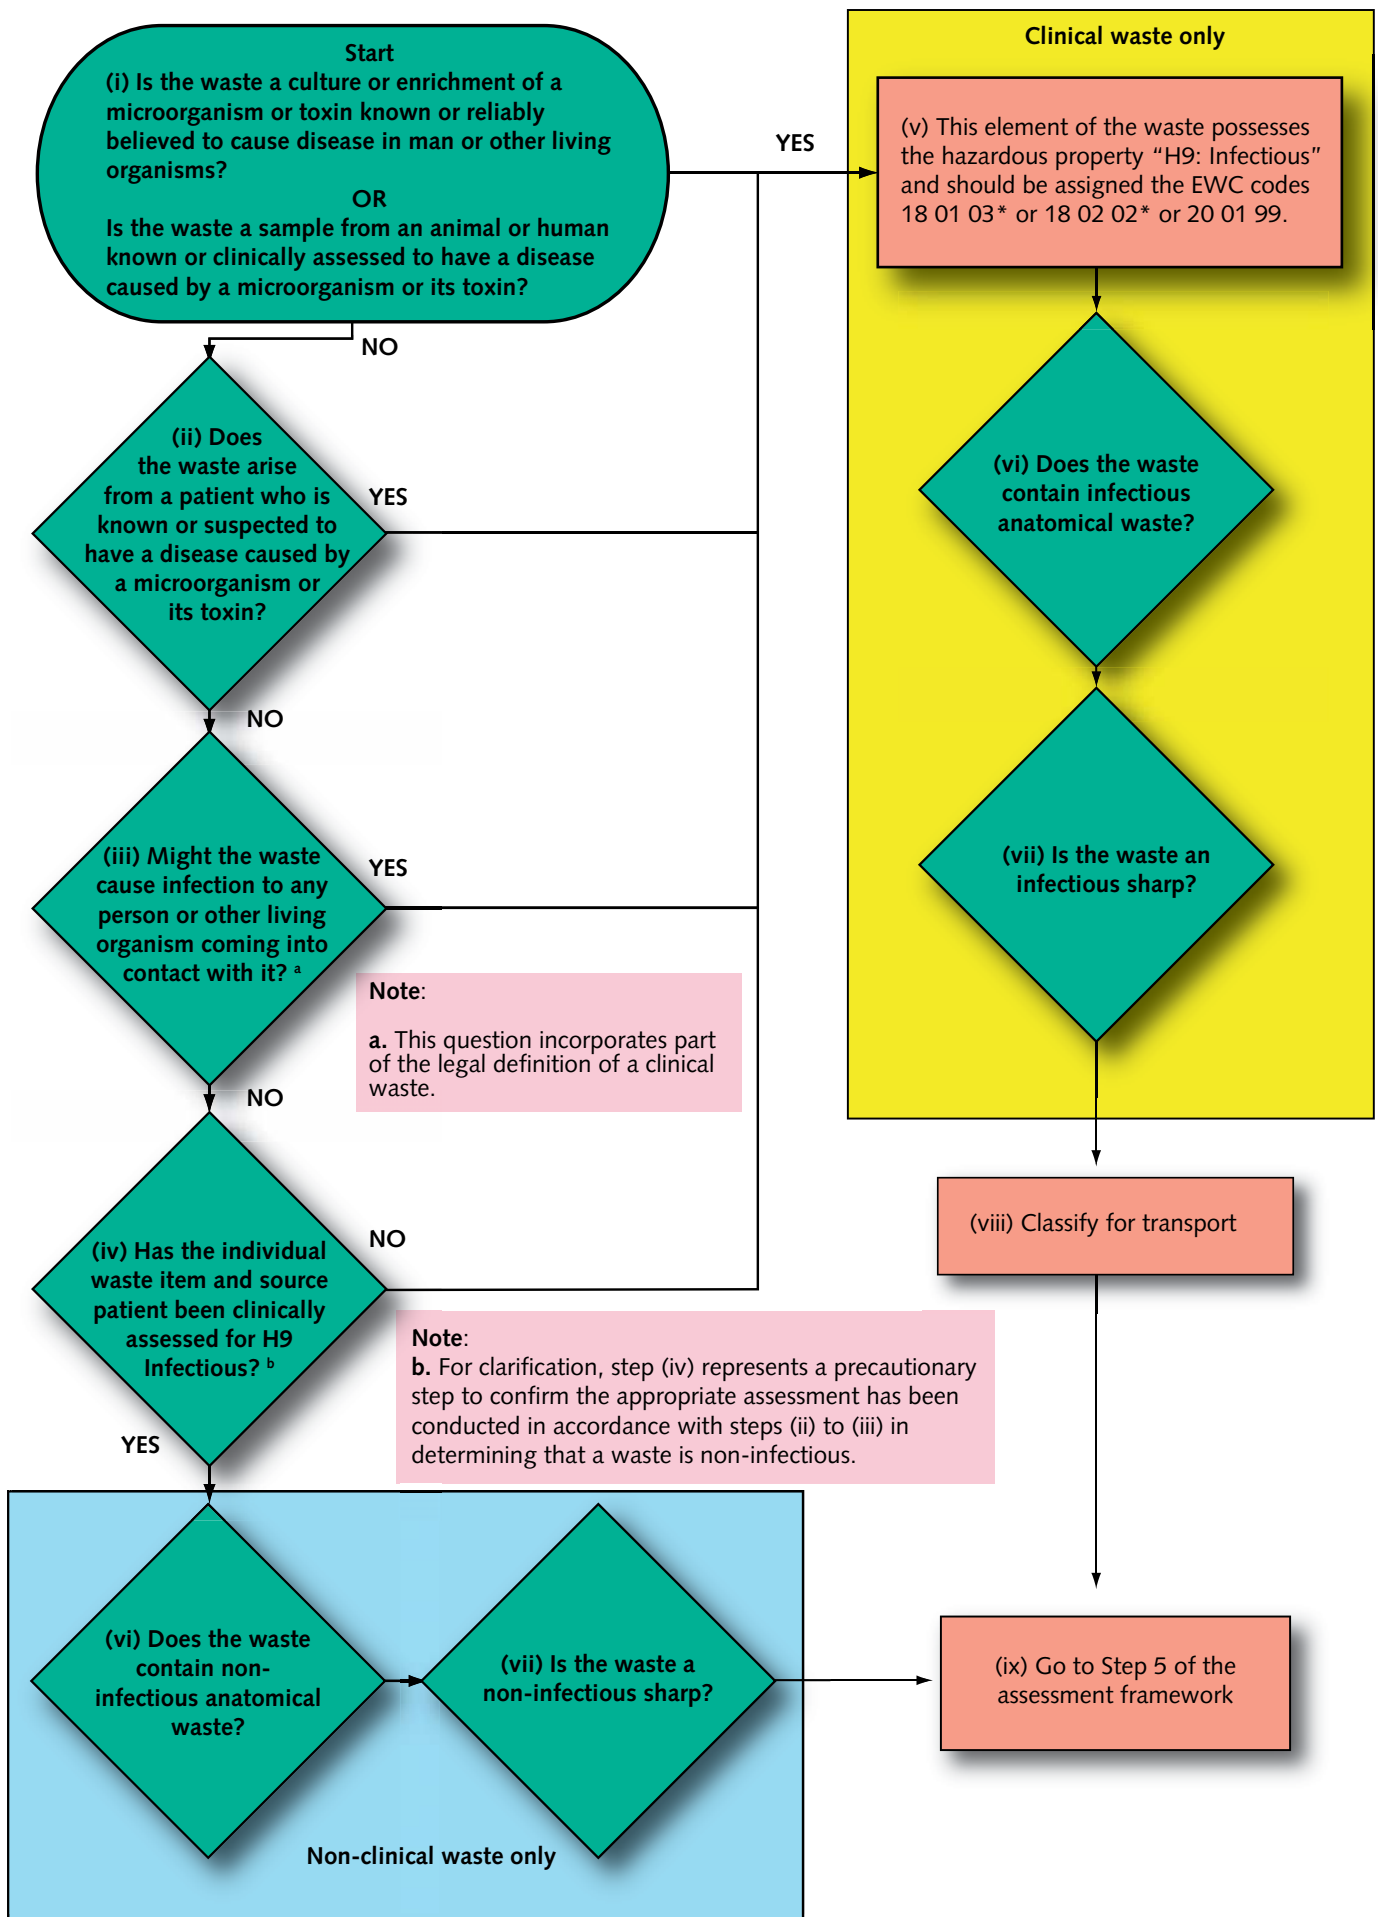 Start
(i) Is the waste a culture or enrichment of a
microorganism or toxin known or reliably
believed to cause disease in man or other living
organisms?
OR
Is the waste a sample from an animal or human
known or clinically assessed to have a disease
caused by a microorganism or its toxin?
YES
NO
Clinical waste only
(v) This element of the waste possesses
the hazardous property “H9: Infectious”
and should be assigned the EWC codes
18 01 03* or 18 02 02* or 20 01 99.
(ii) Does
the waste arise
from a patient who is
known or suspected to
have a disease caused by
a microorganism or
its toxin?
YES
NO
(vi) Does the waste
contain infectious
anatomical waste?
(iii) Might the waste
cause infection to any
person or other living
organism coming into
contact with it? a
YES
NO
(vii) Is the waste an
infectious sharp?
Note:
a. This question incorporates part
of the legal definition of a clinical
waste.
(iv) Has the individual
waste item and source
patient been clinically
assessed for H9
Infectious? b
NO
YES
(viii) Classify for transport
Note:
b. For clarification, step (iv) represents a precautionary
step to confirm the appropriate assessment has been
conducted in accordance with steps (ii) to (iii) in
determining that a waste is non-infectious.
(vi) Does the waste
contain non-
infectious anatomical
waste?
(vii) Is the waste a
non-infectious sharp?
(ix) Go to Step 5 of the
assessment framework
Non-clinical waste only